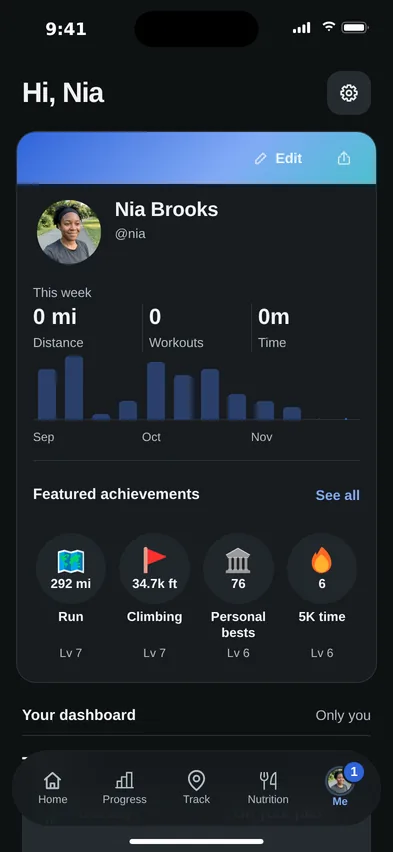 9:41
Hi, Nia
Edit
Nia Brooks
@nia
This week
0 mi
0
0m
Distance
Workouts
Time
Sep
Oct
Nov
Featured achievements
See all
292 mi
34.7k ft
76
6
Run
Climbing
Personal
bests
5K time
Lv 7
Lv 7
Lv 6
Lv 6
Your dashboard
Only you
1
Home
Progress
Track
Nutrition
Me